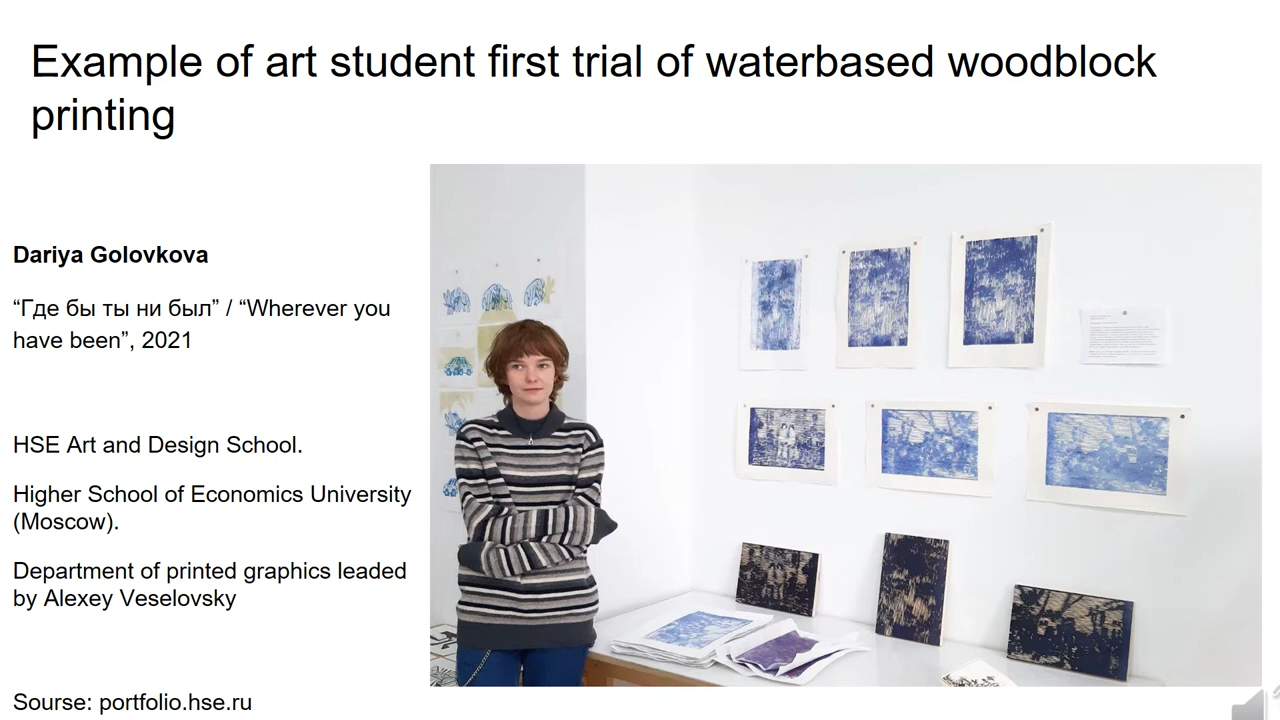 Example of art student first trial of waterbased woodblock
printing
Dariya Golovkova
“Где бы ты ни был” / “Wherever you
have been”, 2021
HSE Art and Design School.
Higher School of Economics University
(Moscow).
Department of printed graphics leaded
by Alexey Veselovsky
Sourse: portfolio.hse.ru